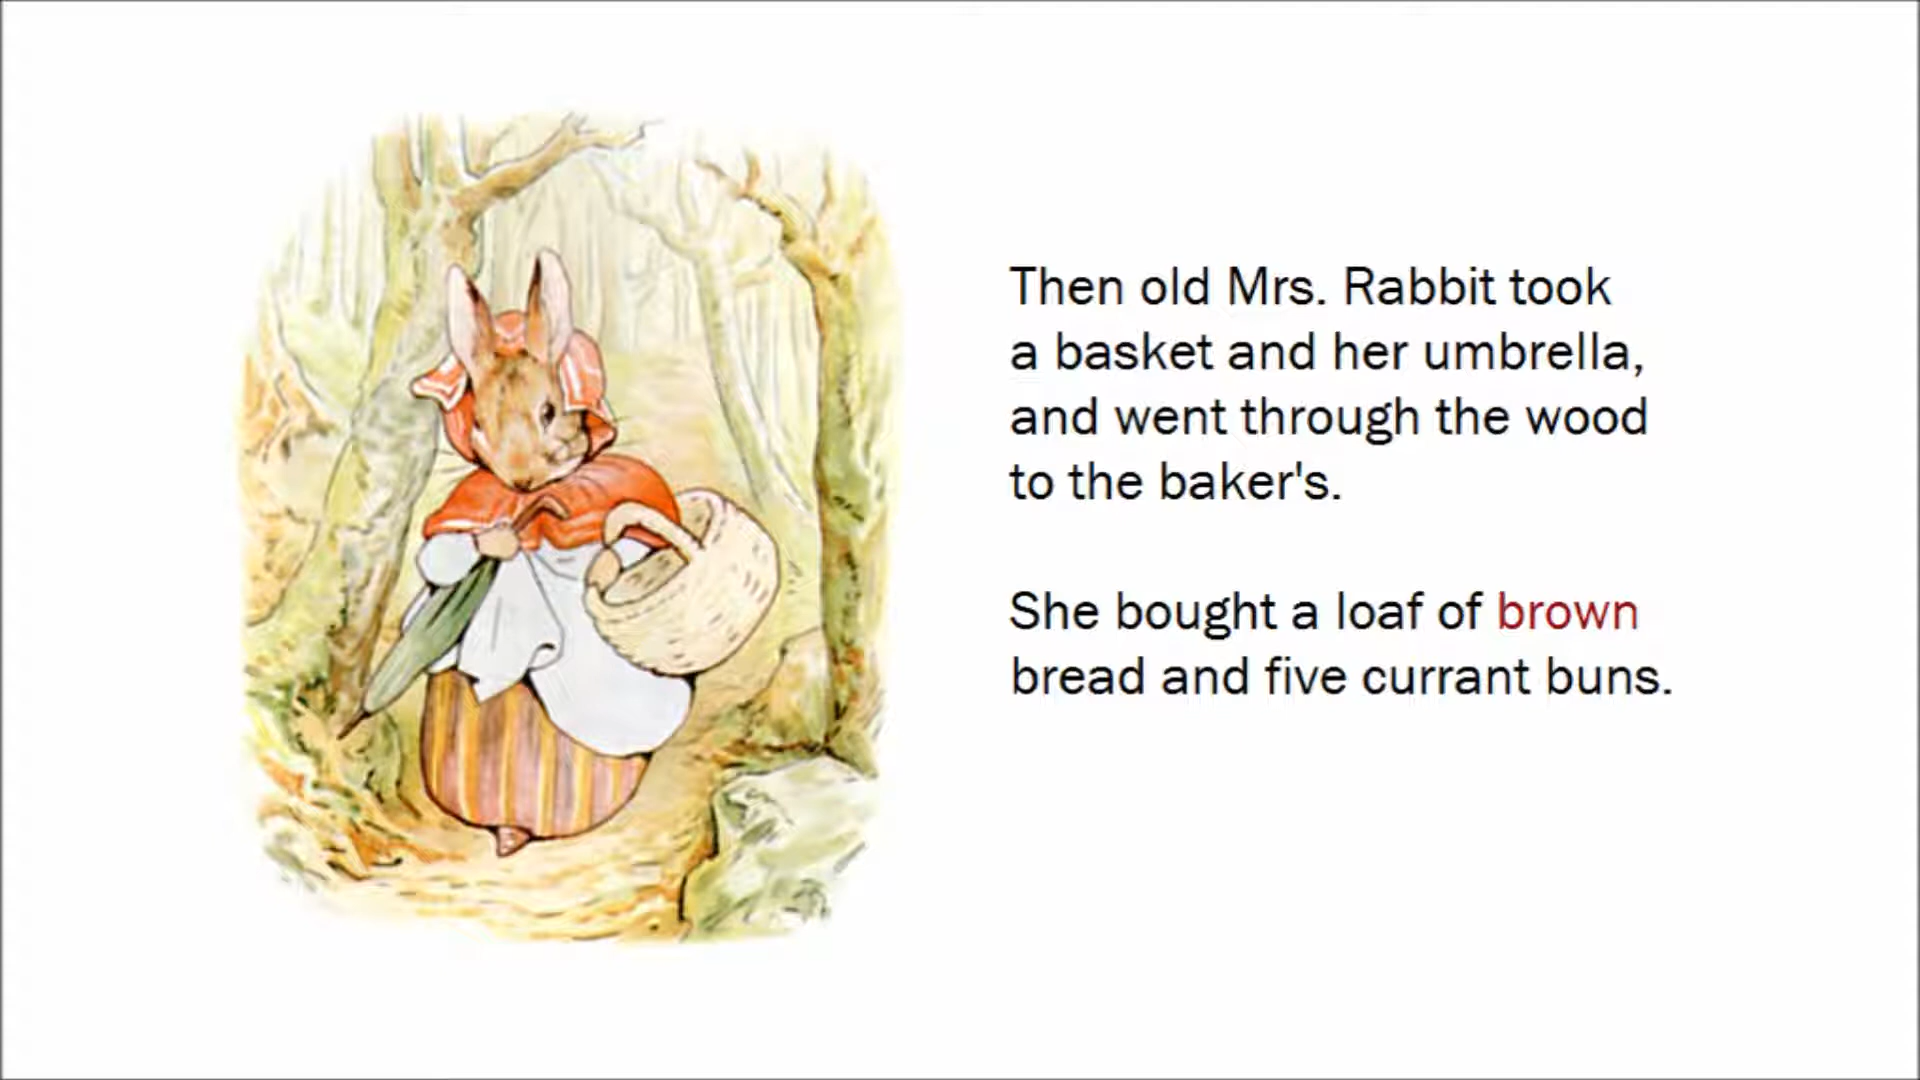 Then old Mrs. Rabbit took
a basket and her umbrella,
and went through the wood
to the baker's.
She bought a loaf of brown
bread and five currant buns.